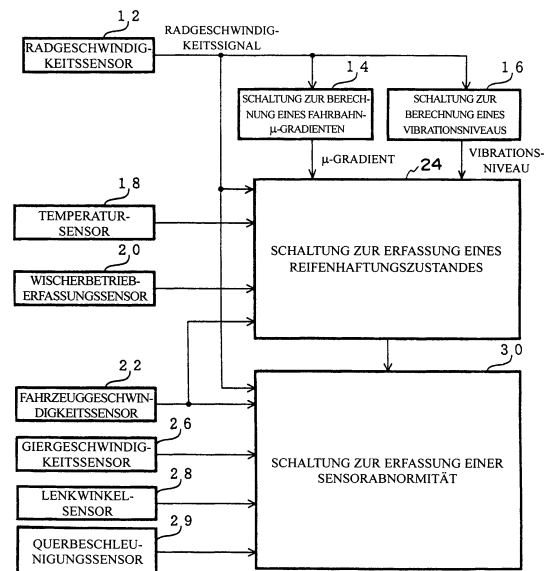 12
RADGESCHWINDIG-
KEITSSENSOR
RADGESCHWINDIG-
KEITSSIGNAL
14
SCHALTUNG ZUR BERECH-
NUNG EINES FAHRBAHN-
μ-GRADIENTEN
16
SCHALTUNG ZUR
BERECHNUNG EINES
VIBRATIONSNIVEAUS
μ-GRADIENT
VIBRATIONS-
NIVEAU
24
SCHALTUNG ZUR ERFASSUNG EINES
REIFENHAFTUNGSZUSTANDES
18
TEMPERATUR-
SENSOR
20
WISCHERBETRIEB-
ERFASSUNGSSENSOR
22
FAHRZEUGGESCHWIN-
DIGKEITSSENSOR
30
SCHALTUNG ZUR ERFASSUNG EINER
SENSORABNORMITÄT
26
GIERGESCHWINDIG-
KEITSSENSOR
28
LENKWINKEL-
SENSOR
29
QUERBESCHLEU-
NIGUNGSSENSOR